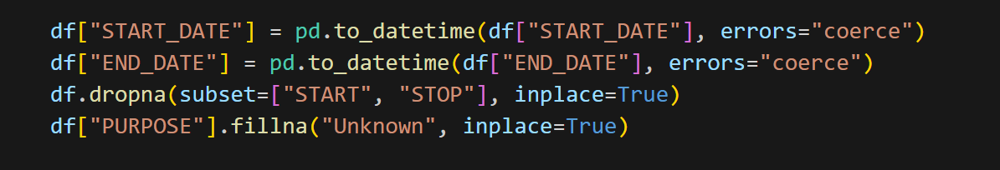 df["START_DATE"] = pd.to_datetime(df["START_DATE"], errors="coerce")
df["END_DATE"] = pd.to_datetime(df["END_DATE"], errors="coerce")
df.dropna(subset=["START", "STOP"], inplace=True)
df["PURPOSE"].fillna("Unknown", inplace=True)